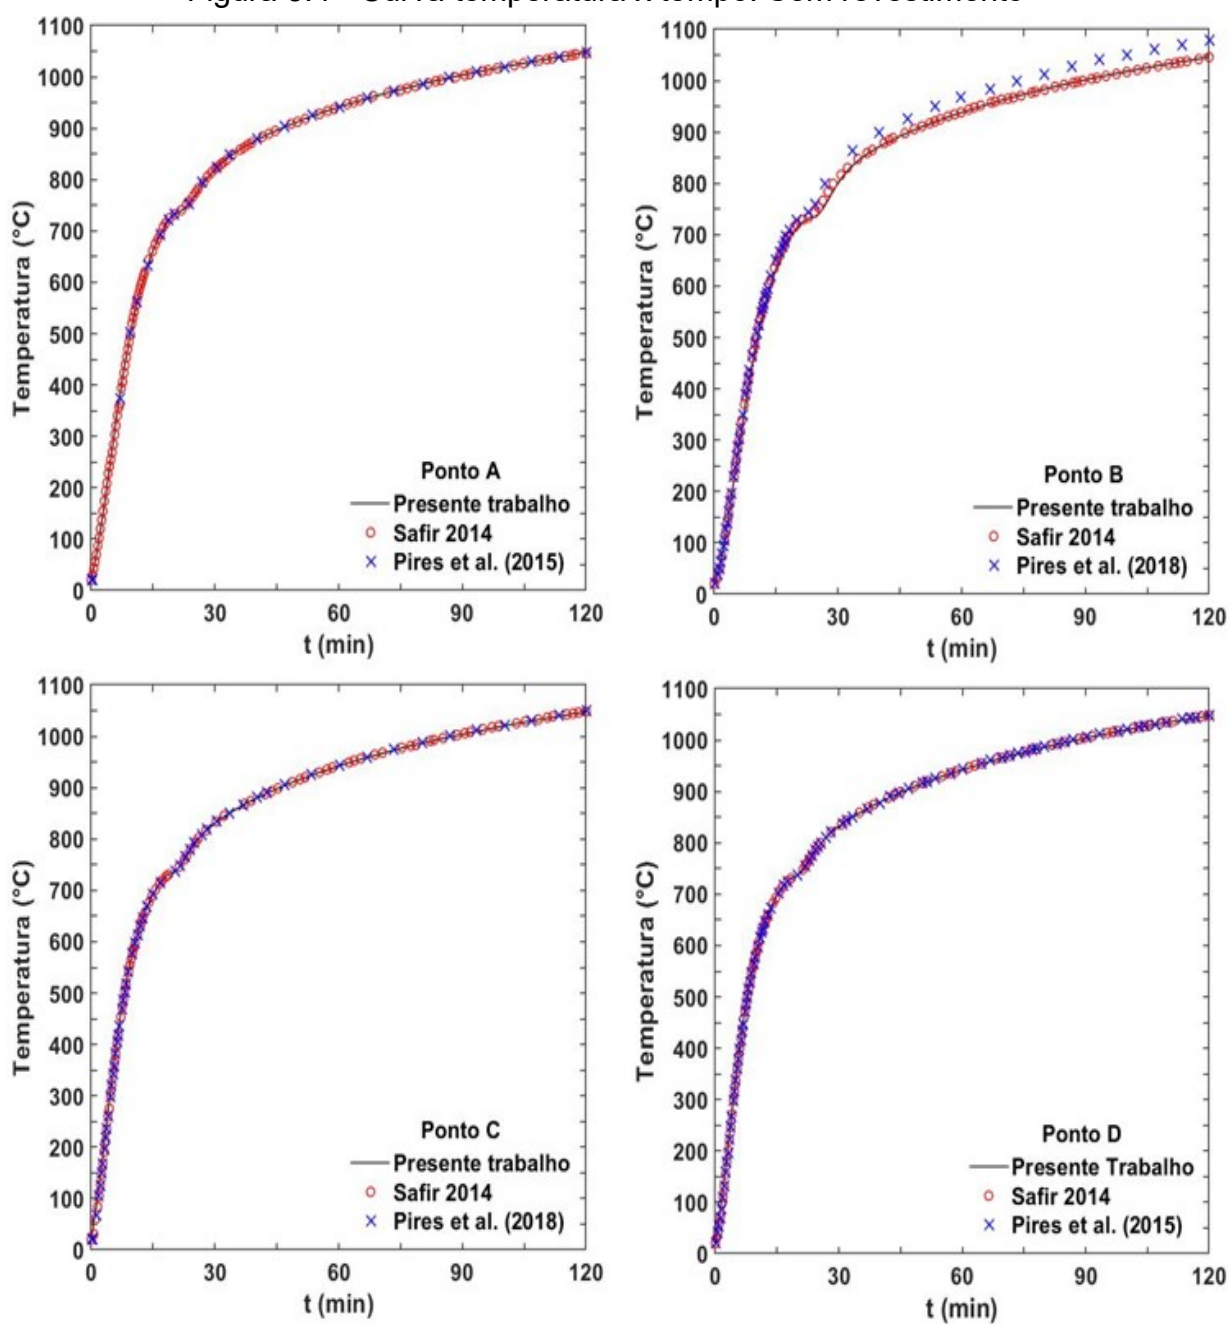 Figura Curva temperatura x tempo revestimento
1100
1000
900
800
700
600
500
400
300
200
100
0
Temperatura (°C)
Ponto A
Presente trabalho
Safir 2014
Pires et al. (2015)
0 30 60 90 120
t (min)
1100
1000
900
800
700
600
500
400
300
200
100
0
Temperatura (°C)
Ponto B
Presente trabalho
Safir 2014
Pires et al. (2018)
0 30 60 90 120
t (min)
1100
1000
900
800
700
600
500
400
300
200
100
0
Temperatura (°C)
Ponto C
Presente trabalho
Safir 2014
Pires et al. (2018)
0 30 60 90 120
t (min)
1100
1000
900
800
700
600
500
400
300
200
100
0
Temperatura (°C)
Ponto D
Presente Trabalho
Safir 2014
Pires et al. (2015)
0 30 60 90 120
t (min)